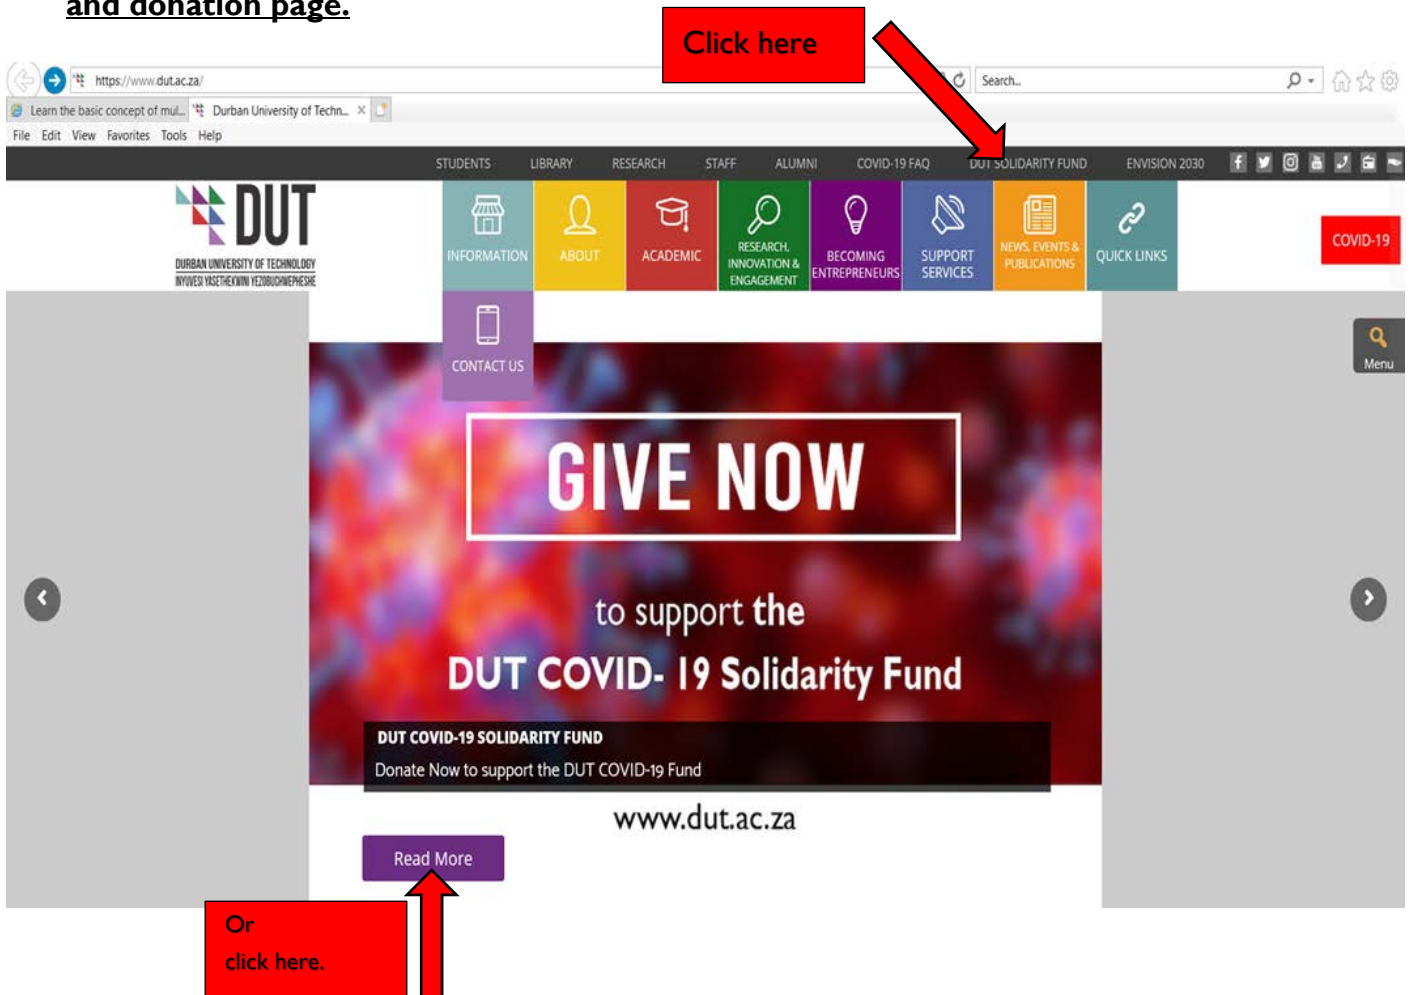 and donation page.
Click here
https://www.dut.ac.za/
Search...
Learn the basic concept of mul...
Durban University of Techn...
File Edit View Favorites Tools Help
STUDENTS LIBRARY RESEARCH STAFF ALUMNI COVID-19 FAQ DUT SOLIDARITY FUND ENVISION 2030
DUT
DURBAN UNIVERSITY OF TECHNOLOGY
INYUVESI YASETHEKWINI YEZOBUCHWEPHESHE
INFORMATION
ABOUT
ACADEMIC
RESEARCH,
INNOVATION &
ENGAGEMENT
BECOMING
ENTREPRENEURS
SUPPORT
SERVICES
NEWS, EVENTS &
PUBLICATIONS
QUICK LINKS
COVID-19
CONTACT US
Menu
GIVE NOW
to support the
DUT COVID- 19 Solidarity Fund
DUT COVID-19 SOLIDARITY FUND
Donate Now to support the DUT COVID-19 Fund
www.dut.ac.za
Read More
Or
click here.